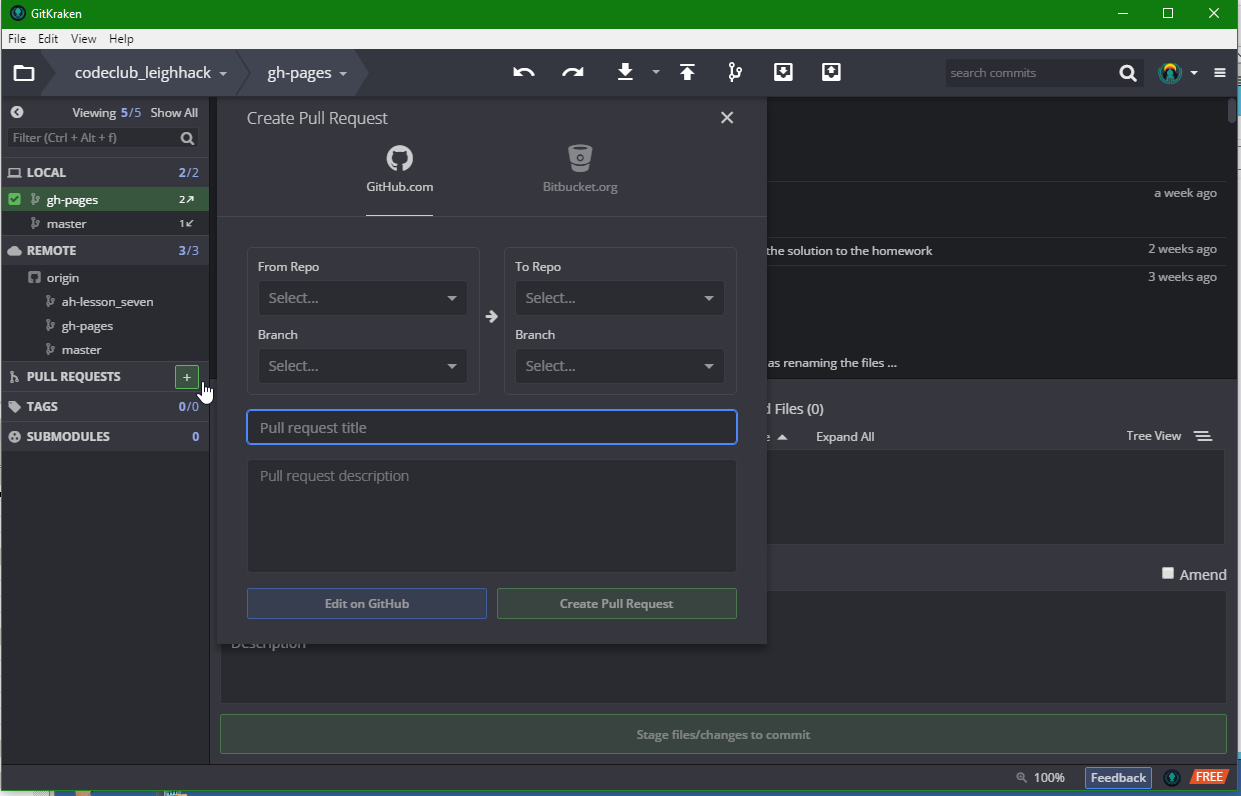 GitKraken
File Edit View Help
codeclub_leighhack gh-pages search commits
Viewing 5/5 Show All
Filter (Ctrl + Alt + f)
LOCAL 2/2
gh-pages 2
master 1
REMOTE 3/3
origin
ah-lesson_seven
gh-pages
master
PULL REQUESTS +
TAGS 0/0
SUBMODULES 0
Create Pull Request
GitHub.com Bitbucket.org
From Repo
Select...
Branch
Select...
To Repo
Select...
Branch
Select...
Pull request title
Pull request description
Edit on GitHub Create Pull Request
a week ago
the solution to the homework 2 weeks ago
3 weeks ago
as renaming the files ...
Files (0)
Expand All Tree View
Amend
Description
Stage files/changes to commit
100% Feedback FREE